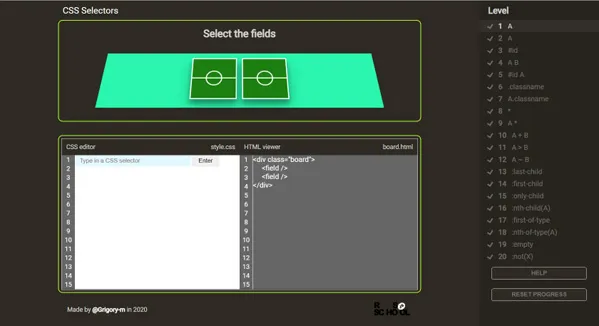 CSS Selectors
Select the fields
CSS editor style.css HTML viewer board.html
1 Type in a CSS selector Enter 1 <div class="board">
2 2 <field />
3 3 <field />
4 4 </div>
5 5
6 6
7 7
8 8
9 9
10 10
11 11
12 12
13 13
14 14
15 15
Made by @Grigory-m in 2020
Level
1 A
2 A
3 #id
4 A B
5 #id A
6 .classname
7 A.classname
8 *
9 A *
10 A + B
11 A > B
12 A ~ B
13 :last-child
14 :first-child
15 :only-child
16 :nth-child(A)
17 :first-of-type
18 :nth-of-type(A)
19 :empty
20 :not(X)
HELP
RESET PROGRESS